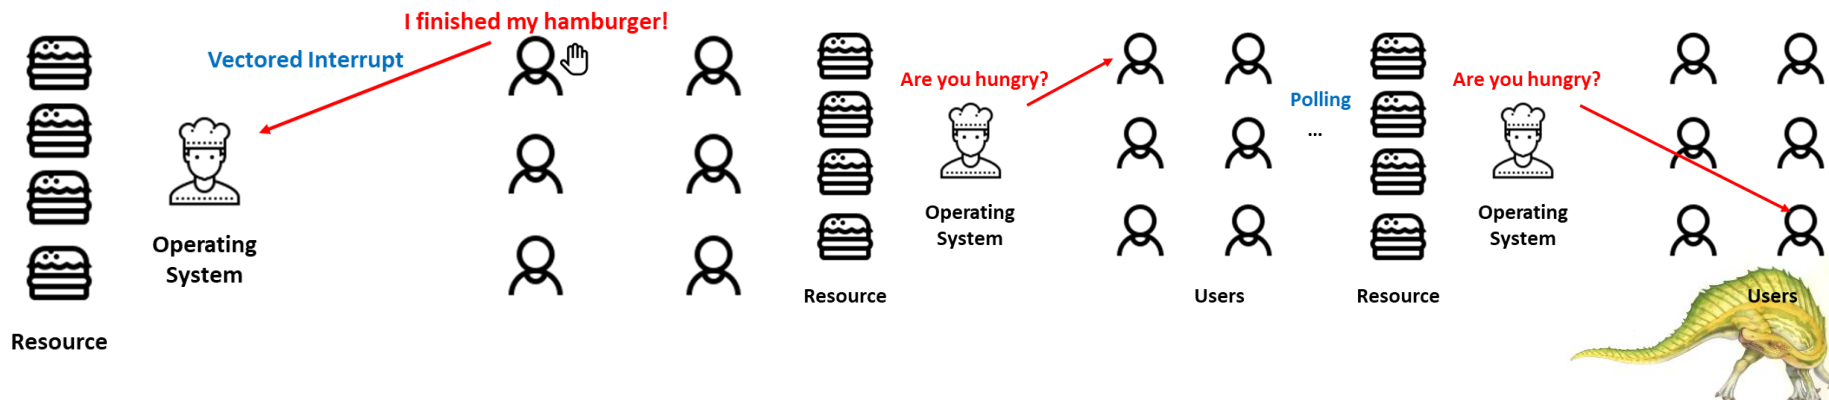 I finished my hamburger!
Vectored Interrupt
Operating
System
Resource
Are you hungry?
Operating
System
Resource
Users
Polling
...
Are you hungry?
Operating
System
Resource
Users